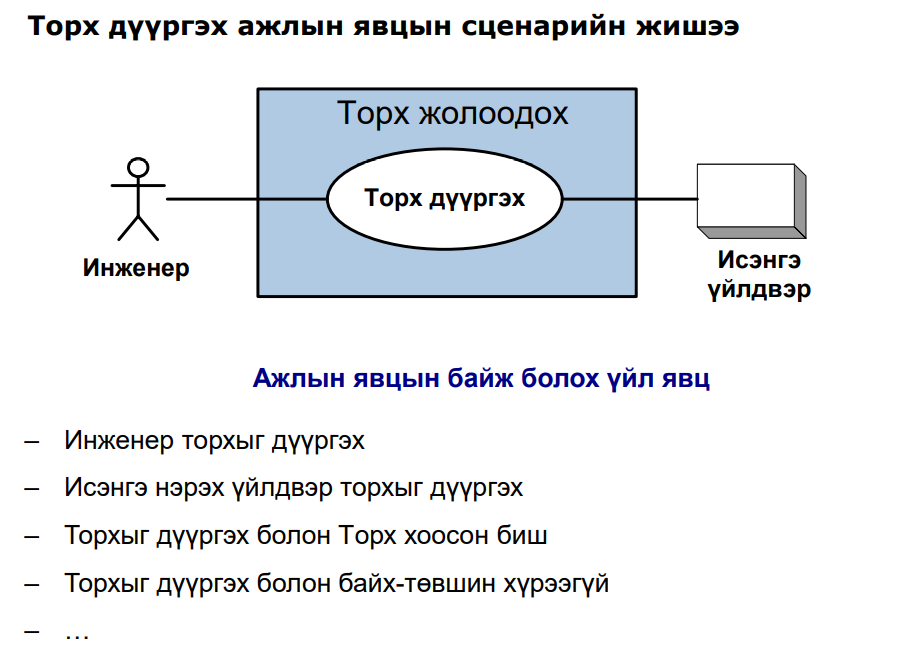 Торх дүүргэх ажлын явцын сценарийн жишээ
Торх жолоодох
Торх дүүргэх
Инженер
Исэнгэ
үйлдвэр
Ажлын явцын байж болох үйл явц
– Инженер торхыг дүүргэх
– Исэнгэ нэрэх үйлдвэр торхыг дүүргэх
– Торхыг дүүргэх болон Торх хоосон биш
– Торхыг дүүргэх болон байх-төвшин хүрээгүй
– …